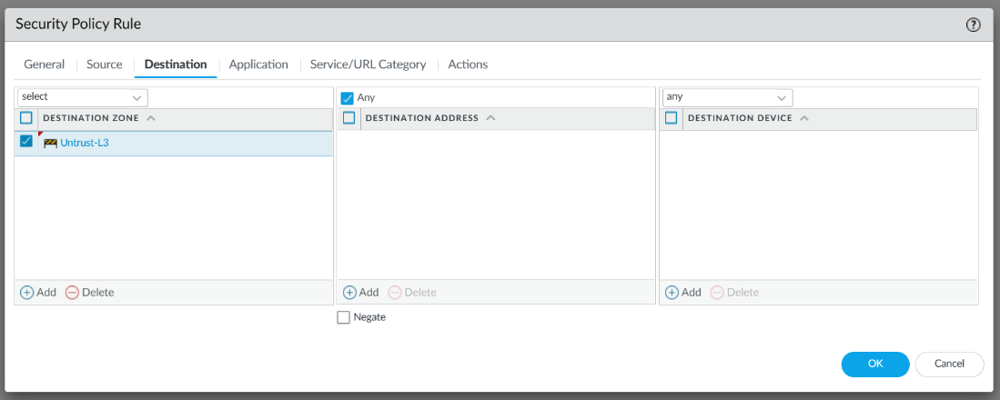 Security Policy Rule
General Source Destination Application Service/URL Category Actions
select Any any
DESTINATION ZONE DESTINATION ADDRESS DESTINATION DEVICE
Untrust-L3
Add Delete Add Delete Add Delete
Negate
OK Cancel